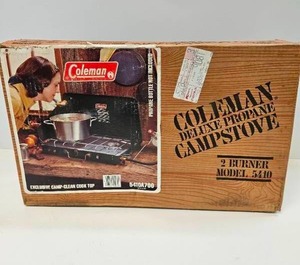 Coleman
PROPANE BOTTLE NOT INCLUDED
EXCLUSIVE CAMP-CLEAN COOK TOP
5410A700
COLEMAN
DELUXE PROPANE
CAMPSTOVE
2 BURNER
MODEL 5410